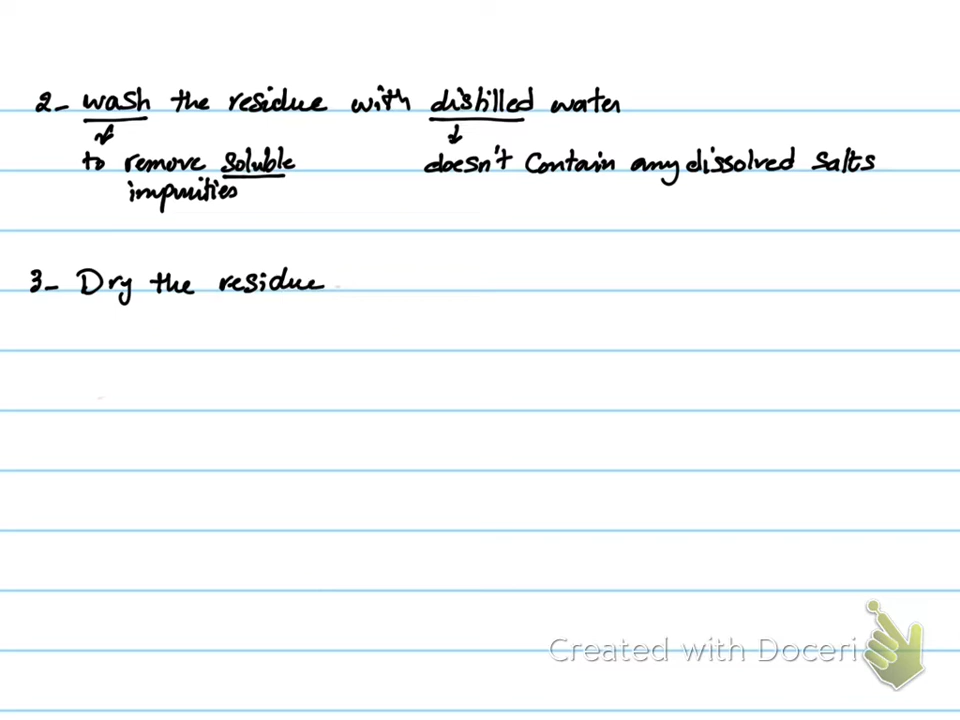 2- wash the residue with distilled water
to remove soluble doesn't contain any dissolved salts
impurities
3- Dry the residue
Created with Doceri